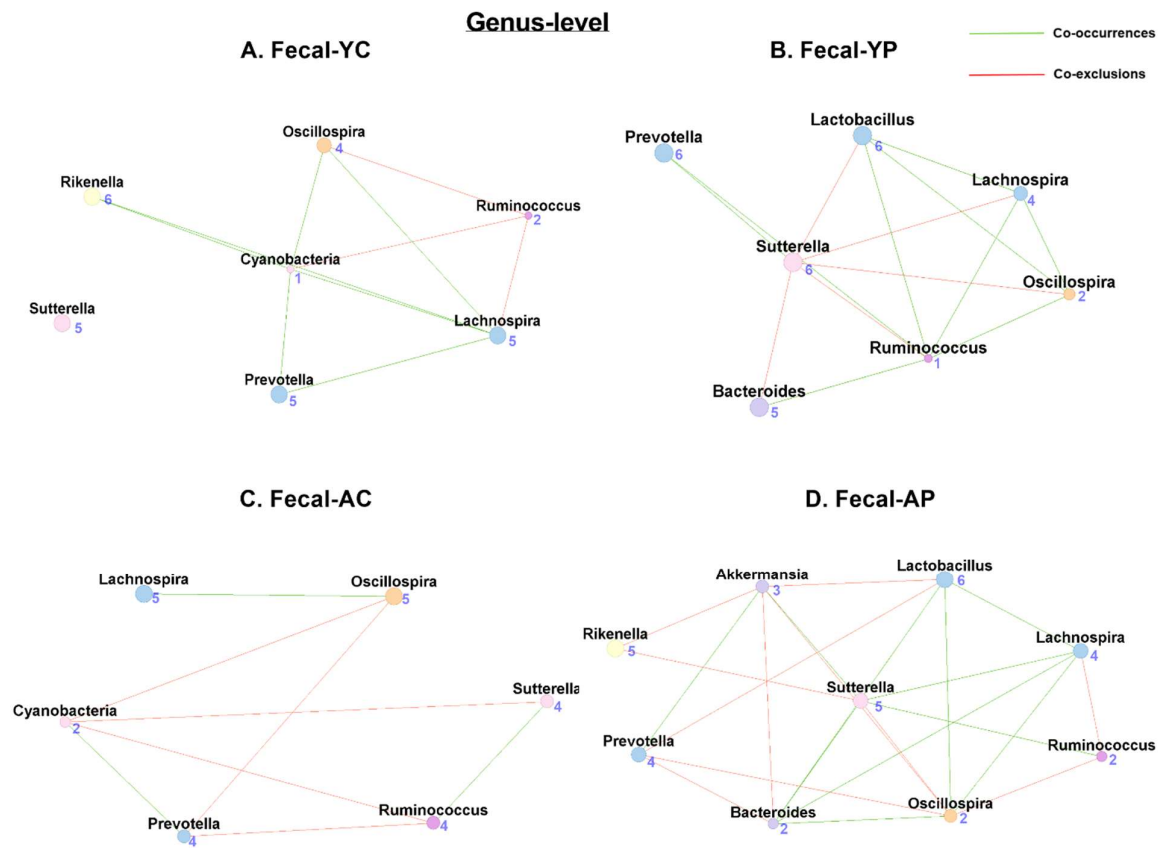 Genus-level
Co-occurrences
Co-exclusions
A. Fecal-YC
Oscillospira
4
Rikenella
6
Ruminococcus
2
Cyanobacteria
1
Sutterella
5
Lachnospira
5
Prevotella
5
B. Fecal-YP
Lactobacillus
6
Prevotella
6
Lachnospira
4
Sutterella
6
Oscillospira
2
Ruminococcus
1
Bacteroides
5
C. Fecal-AC
Lachnospira
5
Oscillospira
5
Sutterella
4
Cyanobacteria
2
Ruminococcus
4
Prevotella
4
D. Fecal-AP
Lactobacillus
6
Akkermansia
3
Rikenella
5
Lachnospira
4
Sutterella
5
Prevotella
4
Ruminococcus
2
Oscillospira
2
Bacteroides
2